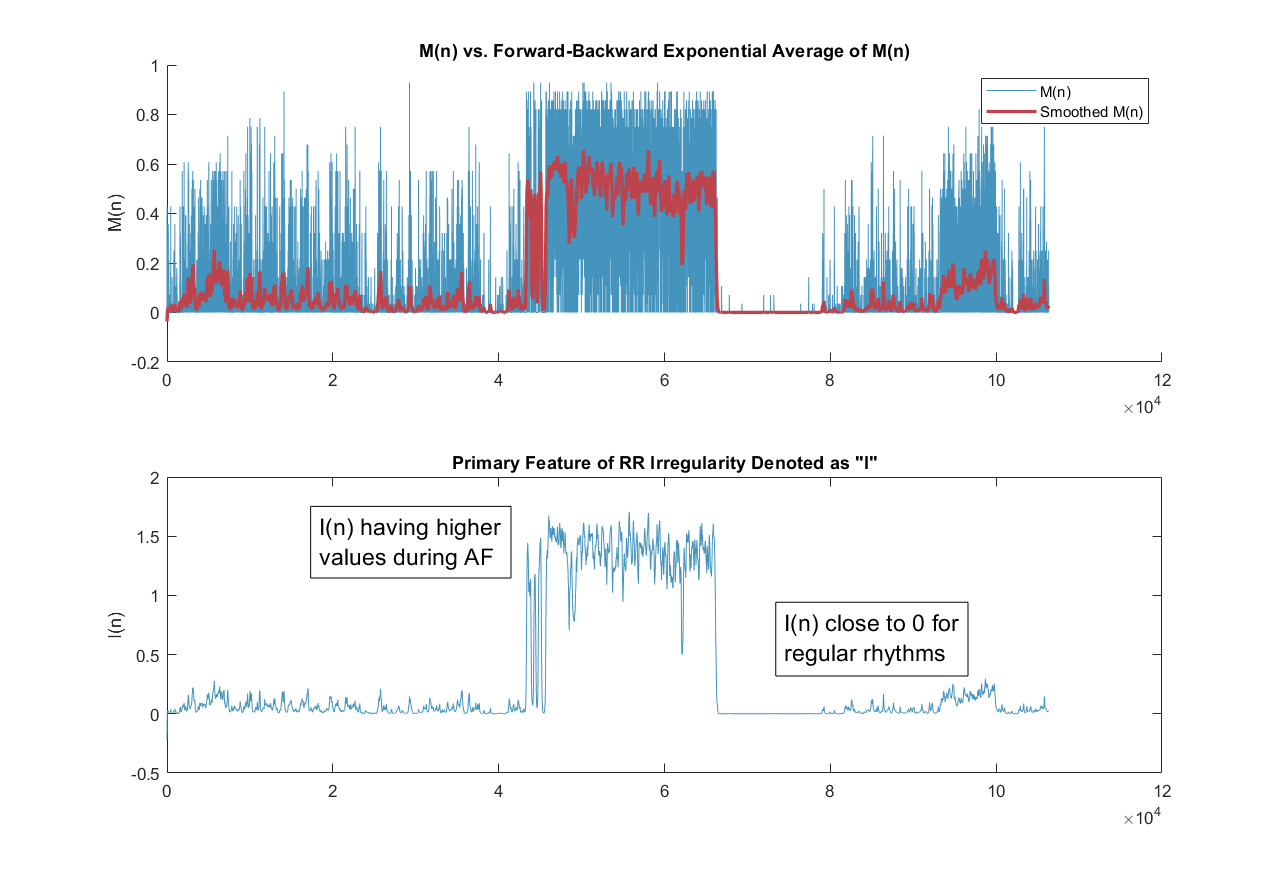 M(n) vs. Forward-Backward Exponential Average of M(n)
1
0.8
0.6
0.4
0.2
0
-0.2
M(n)
M(n)
Smoothed M(n)
0 2 4 6 8 10 12
×10^4
Primary Feature of RR Irregularity Denoted as "I"
2
1.5
1
0.5
0
-0.5
I(n)
I(n) having higher
values during AF
I(n) close to 0 for
regular rhythms
0 2 4 6 8 10 12
×10^4